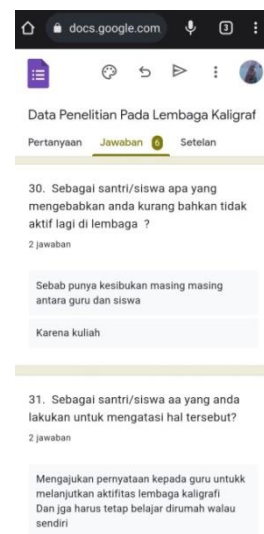 docs.google.com
3
Data Penelitian Pada Lembaga Kaligraf
Pertanyaan Jawaban 6 Setelan
30. Sebagai santri/siswa apa yang
mengebabkan anda kurang bahkan tidak
aktif lagi di lembaga ?
2 jawaban
Sebab punya kesibukan masing masing
antara guru dan siswa
Karena kuliah
31. Sebagai santri/siswa aa yang anda
lakukan untuk mengatasi hal tersebut?
2 jawaban
Mengajukan pernyataan kepada guru untukk
melanjutkan aktifitas lembaga kaligrafi
Dan jga harus tetap belajar dirumah walau
sendiri